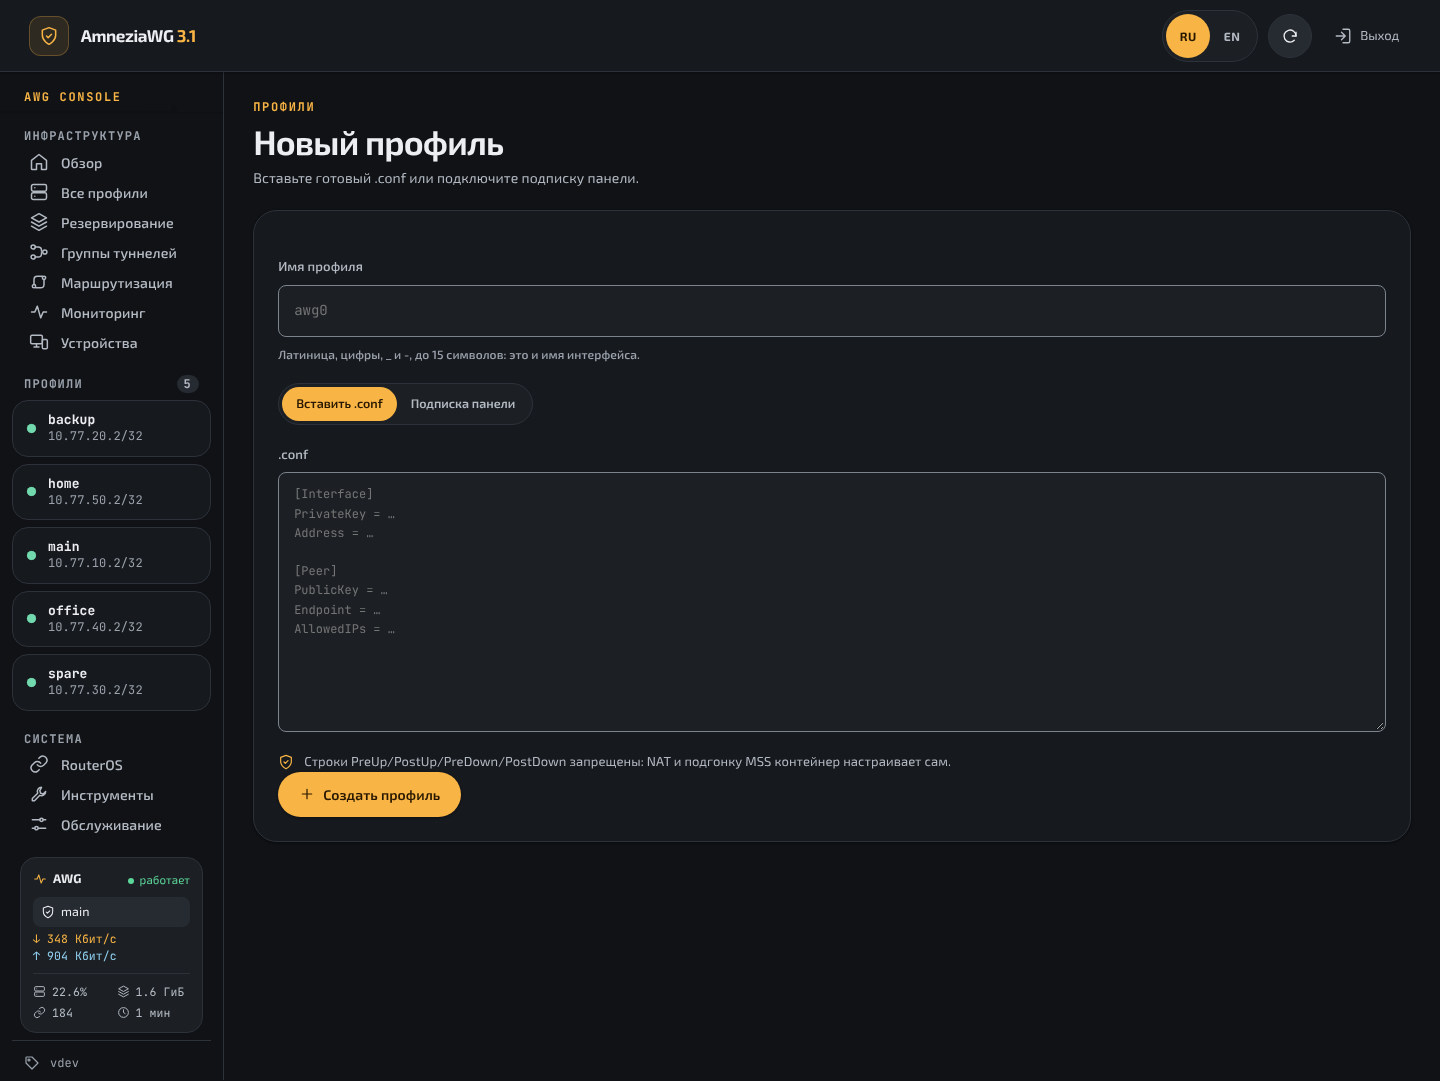 AmneziaWG 3.1
RU
EN
Выход
AWG CONSOLE
ИНФРАСТРУКТУРА
Обзор
Все профили
Резервирование
Группы туннелей
Маршрутизация
Мониторинг
Устройства
ПРОФИЛИ 5
backup
10.77.20.2/32
home
10.77.50.2/32
main
10.77.10.2/32
office
10.77.40.2/32
spare
10.77.30.2/32
СИСТЕМА
RouterOS
Инструменты
Обслуживание
AWG
работает
main
↓ 348 Кбит/с
↑ 904 Кбит/с
22.6%
1.6 ГиБ
184
1 мин
vdev
ПРОФИЛИ
Новый профиль
Вставьте готовый .conf или подключите подписку панели.
Имя профиля
awg0
Латиница, цифры, _ и -, до 15 символов: это и имя интерфейса.
Вставить .conf
Подписка панели
.conf
[Interface]
PrivateKey = …
Address = …
[Peer]
PublicKey = …
Endpoint = …
AllowedIPs = …
Строки PreUp/PostUp/PreDown/PostDown запрещены: NAT и подгонку MSS контейнер настраивает сам.
+ Создать профиль